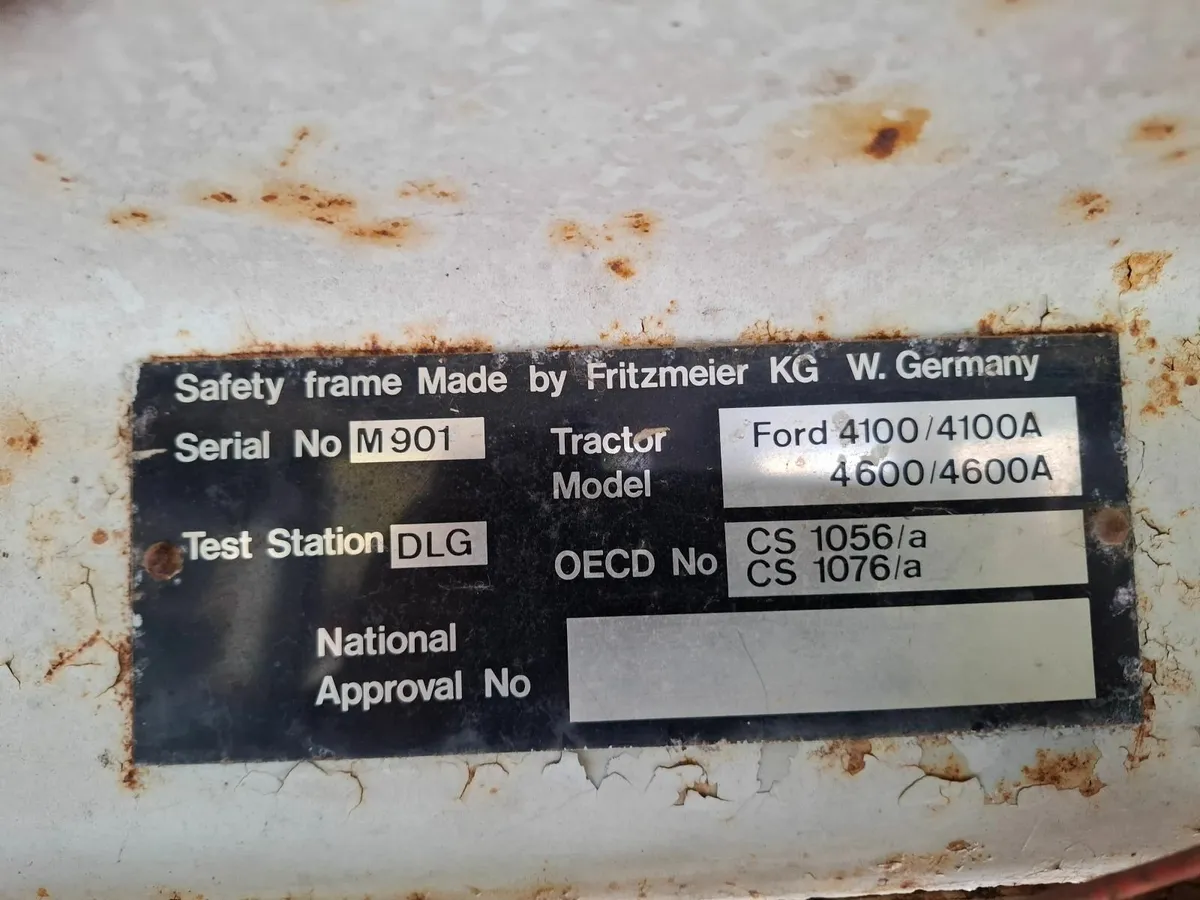 Safety frame Made by Fritzmeier KG W. Germany
Serial No M 901
Tractor Model
Ford 4100/4100A
4600/4600A
Test Station DLG
OECD No
CS 1056/a
CS 1076/a
National
Approval No